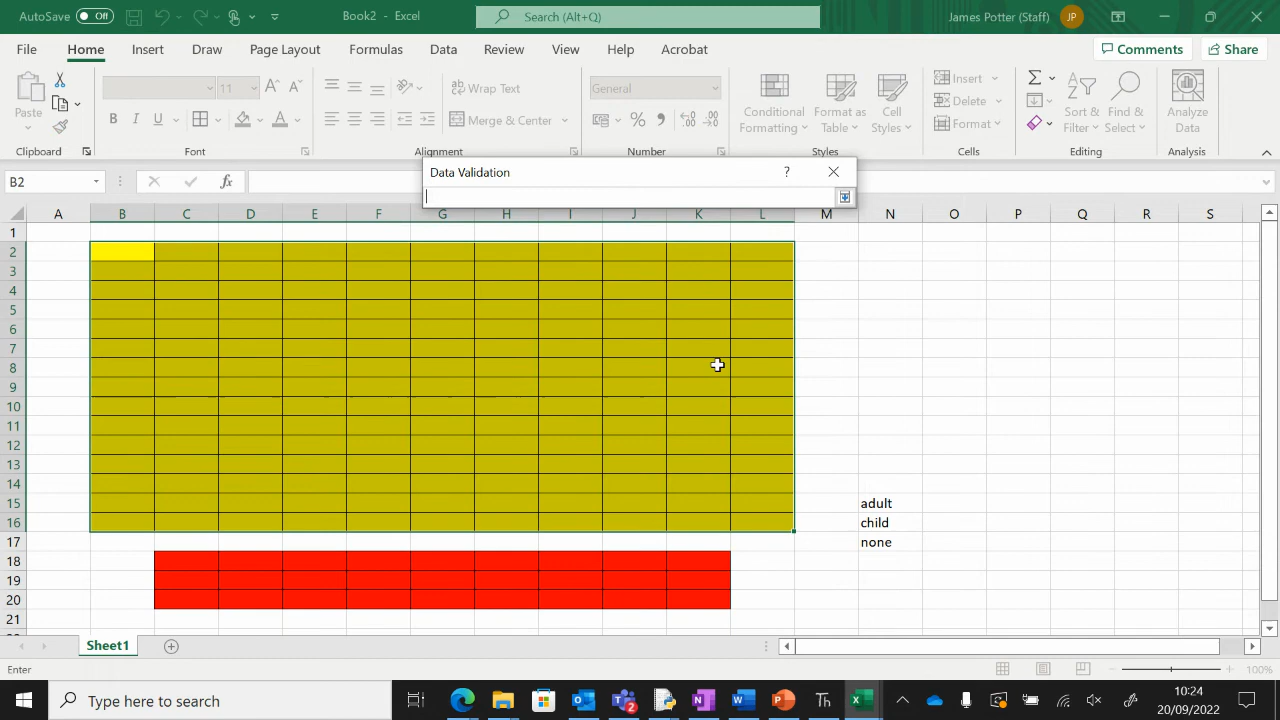 AutoSave Off Book2 - Excel Search (Alt+Q) James Potter (Staff) JP
File Home Insert Draw Page Layout Formulas Data Review View Help Acrobat Comments Share
Paste 11 Wrap Text General Conditional Formatting Format as Table Cell Styles Insert Sort & Filter Find & Select Analyze Data
B I U Merge & Center % Delete
Format
Clipboard Font Alignment Number Styles Cells Editing Analysis
Data Validation ?
B2 fx
A B C D E F G H I J K L M N O P Q R S
1
2
3
4
5
6
7
8
9
10
11
12
13
14
15 adult
16 child
17 none
18
19
20
21
Sheet1
Enter 100%
Type here to search 2 10:24
20/09/2022